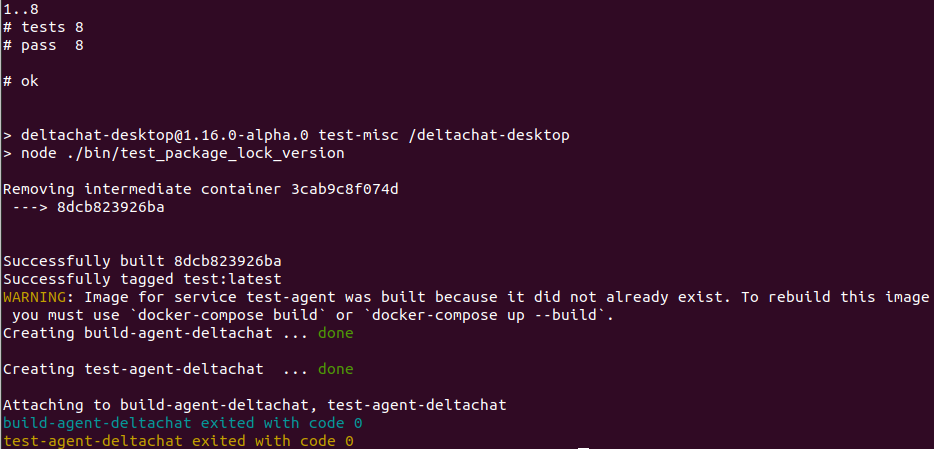 1..8
# tests 8
# pass  8
# ok
> deltachat-desktop@1.16.0-alpha.0 test-misc /deltachat-desktop
> node ./bin/test_package_lock_version
Removing intermediate container 3cab9c8f074d
 ---> 8dcb823926ba
Successfully built 8dcb823926ba
Successfully tagged test:latest
WARNING: Image for service test-agent was built because it did not already exist. To rebuild this image
 you must use `docker-compose build` or `docker-compose up --build`.
Creating build-agent-deltachat ... done
Creating test-agent-deltachat  ... done
Attaching to build-agent-deltachat, test-agent-deltachat
build-agent-deltachat exited with code 0
test-agent-deltachat exited with code 0